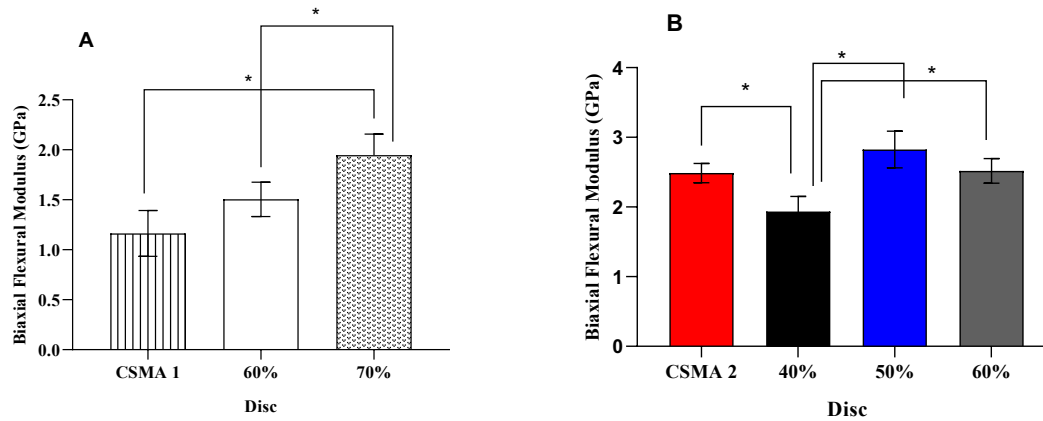 A
*
*
Biaxial Flexural Modulus (GPa)
2.5
2.0
1.5
1.0
0.5
0.0
CSMA 1 60% 70%
Disc
B
*
*
*
Biaxial Flexural Modulus (GPa)
4
3
2
1
0
CSMA 2 40% 50% 60%
Disc